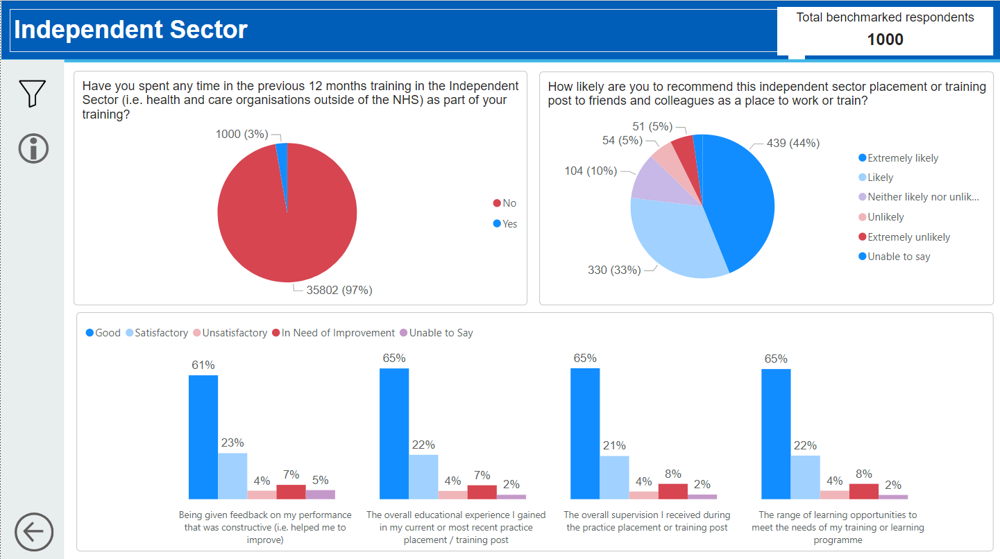 Independent Sector
Total benchmarked respondents
1000
Have you spent any time in the previous 12 months training in the Independent
Sector (i.e. health and care organisations outside of the NHS) as part of your
training?
1000 (3%)
35802 (97%)
No
Yes
How likely are you to recommend this independent sector placement or training
post to friends and colleagues as a place to work or train?
51 (5%)
54 (5%)
104 (10%)
330 (33%)
439 (44%)
Extremely likely
Likely
Neither likely nor unlik...
Unlikely
Extremely unlikely
Unable to say
Good Satisfactory Unsatisfactory In Need of Improvement Unable to Say
61% 23% 4% 7% 5%
65% 22% 4% 7% 2%
65% 21% 4% 8% 2%
65% 22% 4% 8% 2%
Being given feedback on my performance
that was constructive (i.e. helped me to
improve)
The overall educational experience I gained
in my current or most recent practice
placement / training post
The overall supervision I received during
the practice placement or training post
The range of learning opportunities to
meet the needs of my training or learning
programme